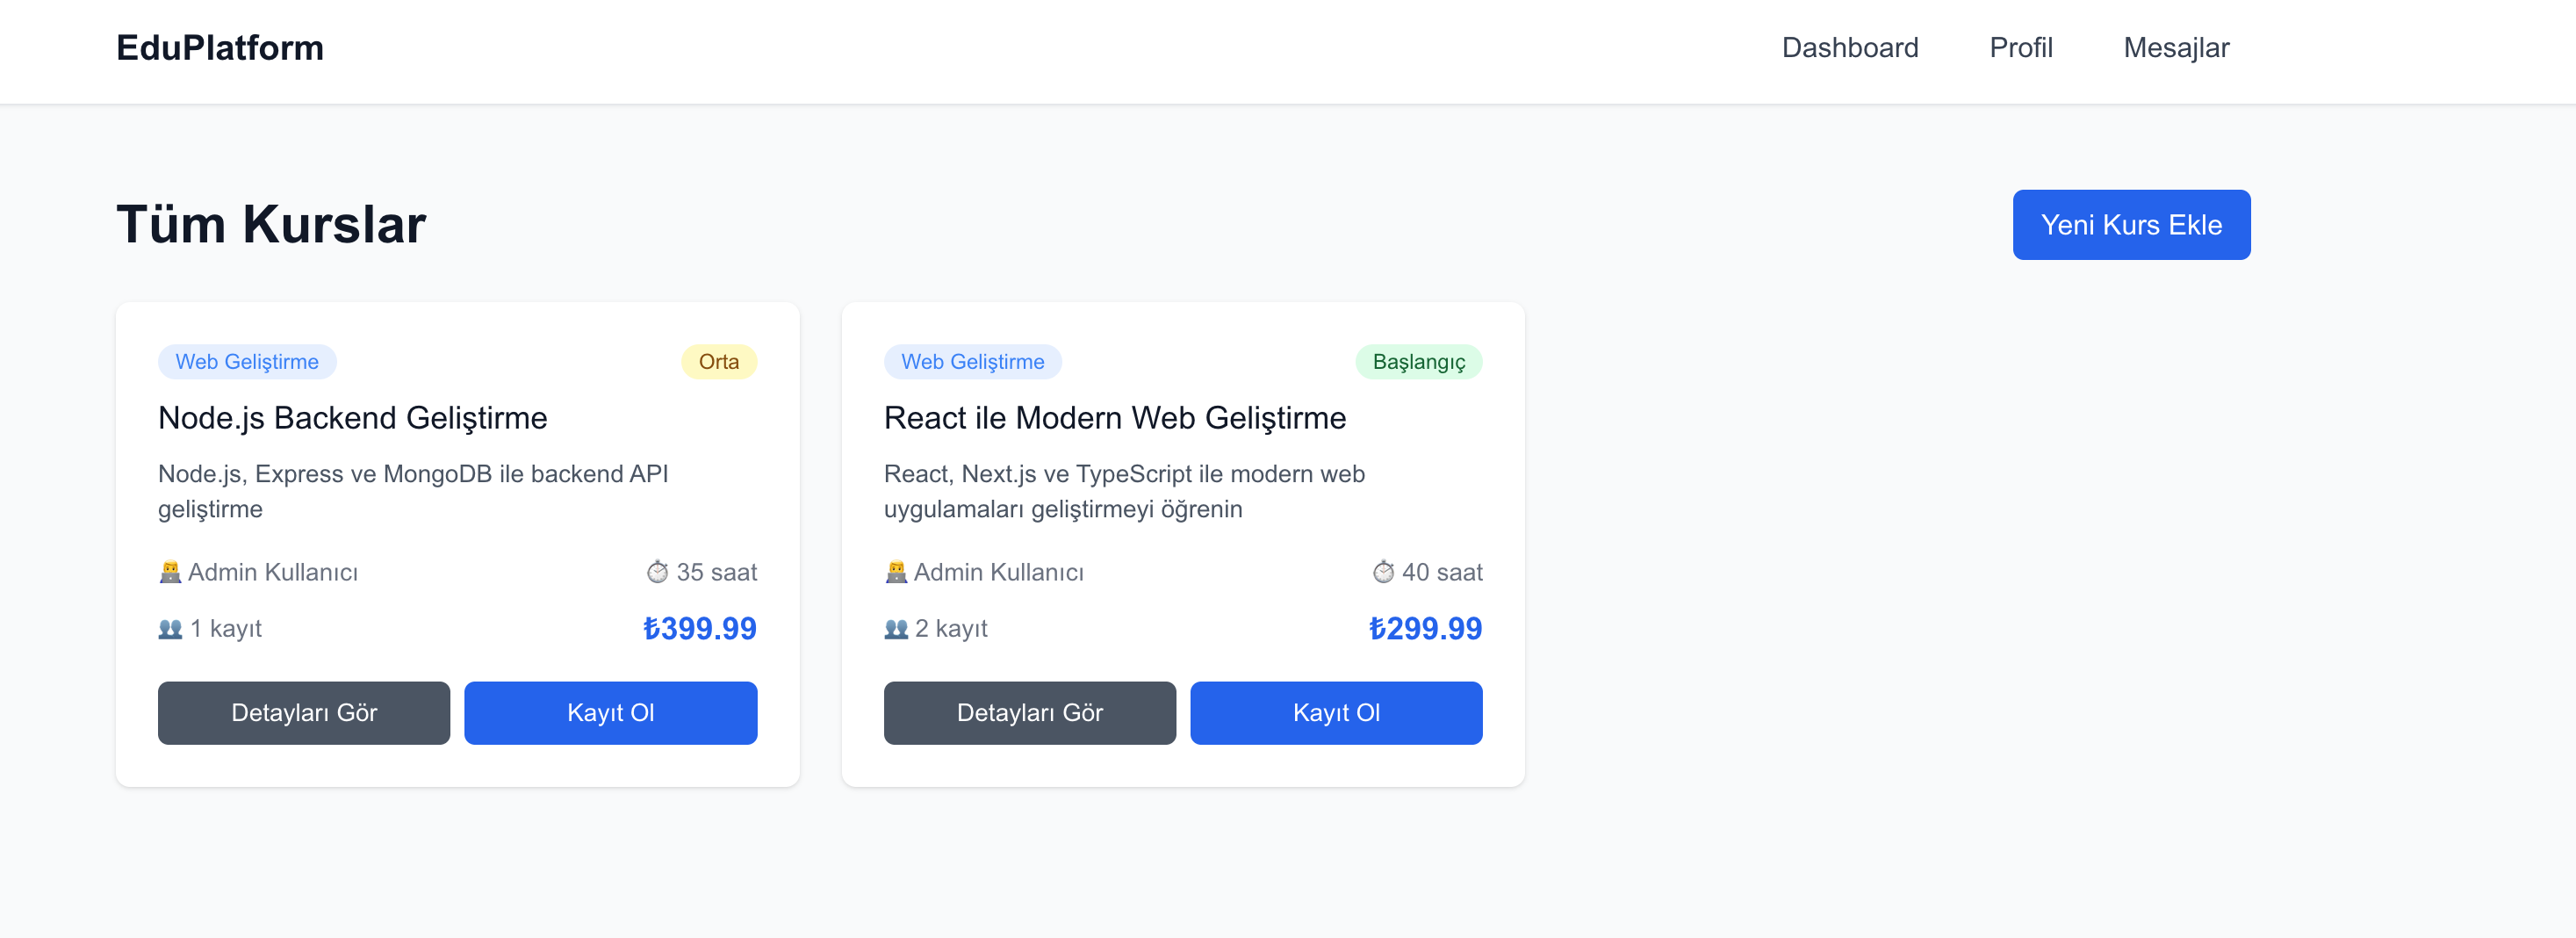 EduPlatform
Dashboard Profil Mesajlar
Tüm Kurslar
Yeni Kurs Ekle
Web Geliştirme Orta
Node.js Backend Geliştirme
Node.js, Express ve MongoDB ile backend API
geliştirme
Admin Kullanıcı 35 saat
1 kayıt ₺399.99
Detayları Gör Kayıt Ol
Web Geliştirme Başlangıç
React ile Modern Web Geliştirme
React, Next.js ve TypeScript ile modern web
uygulamaları geliştirmeyi öğrenin
Admin Kullanıcı 40 saat
2 kayıt ₺299.99
Detayları Gör Kayıt Ol